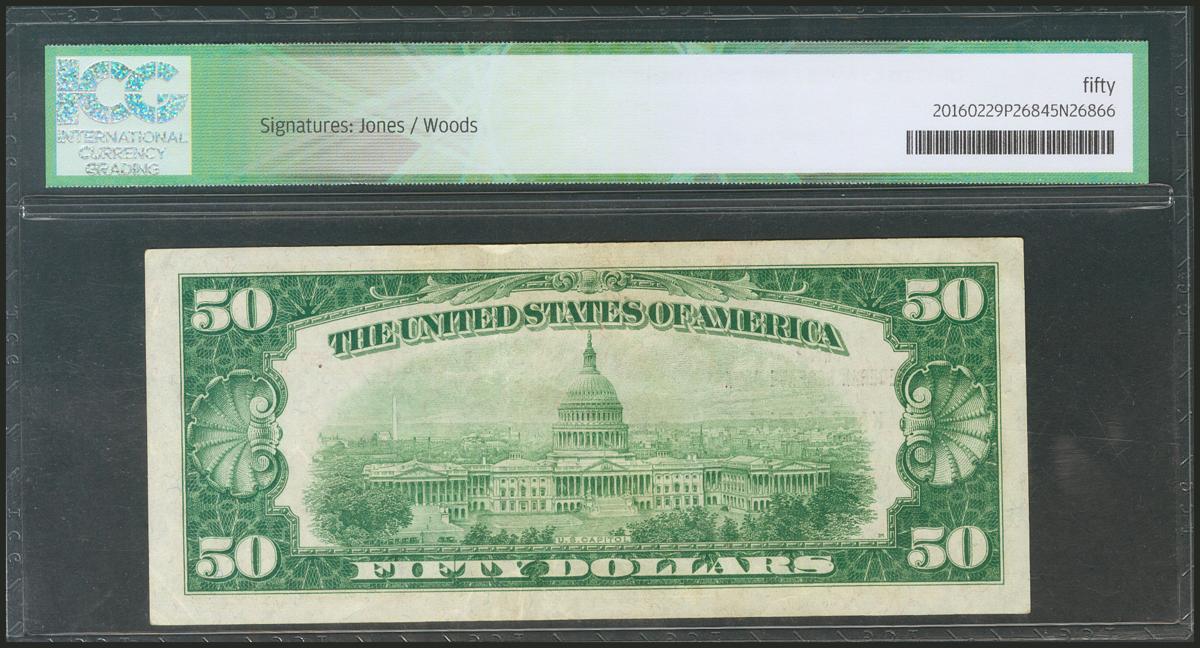 ICG
INTERNATIONAL
CURRENCY
GRADING
Signatures: Jones / Woods
fifty
20160229P26845N26866
50
50
THE UNITED STATES OF AMERICA
U.S. CAPITOL
50
50
FIFTY DOLLARS